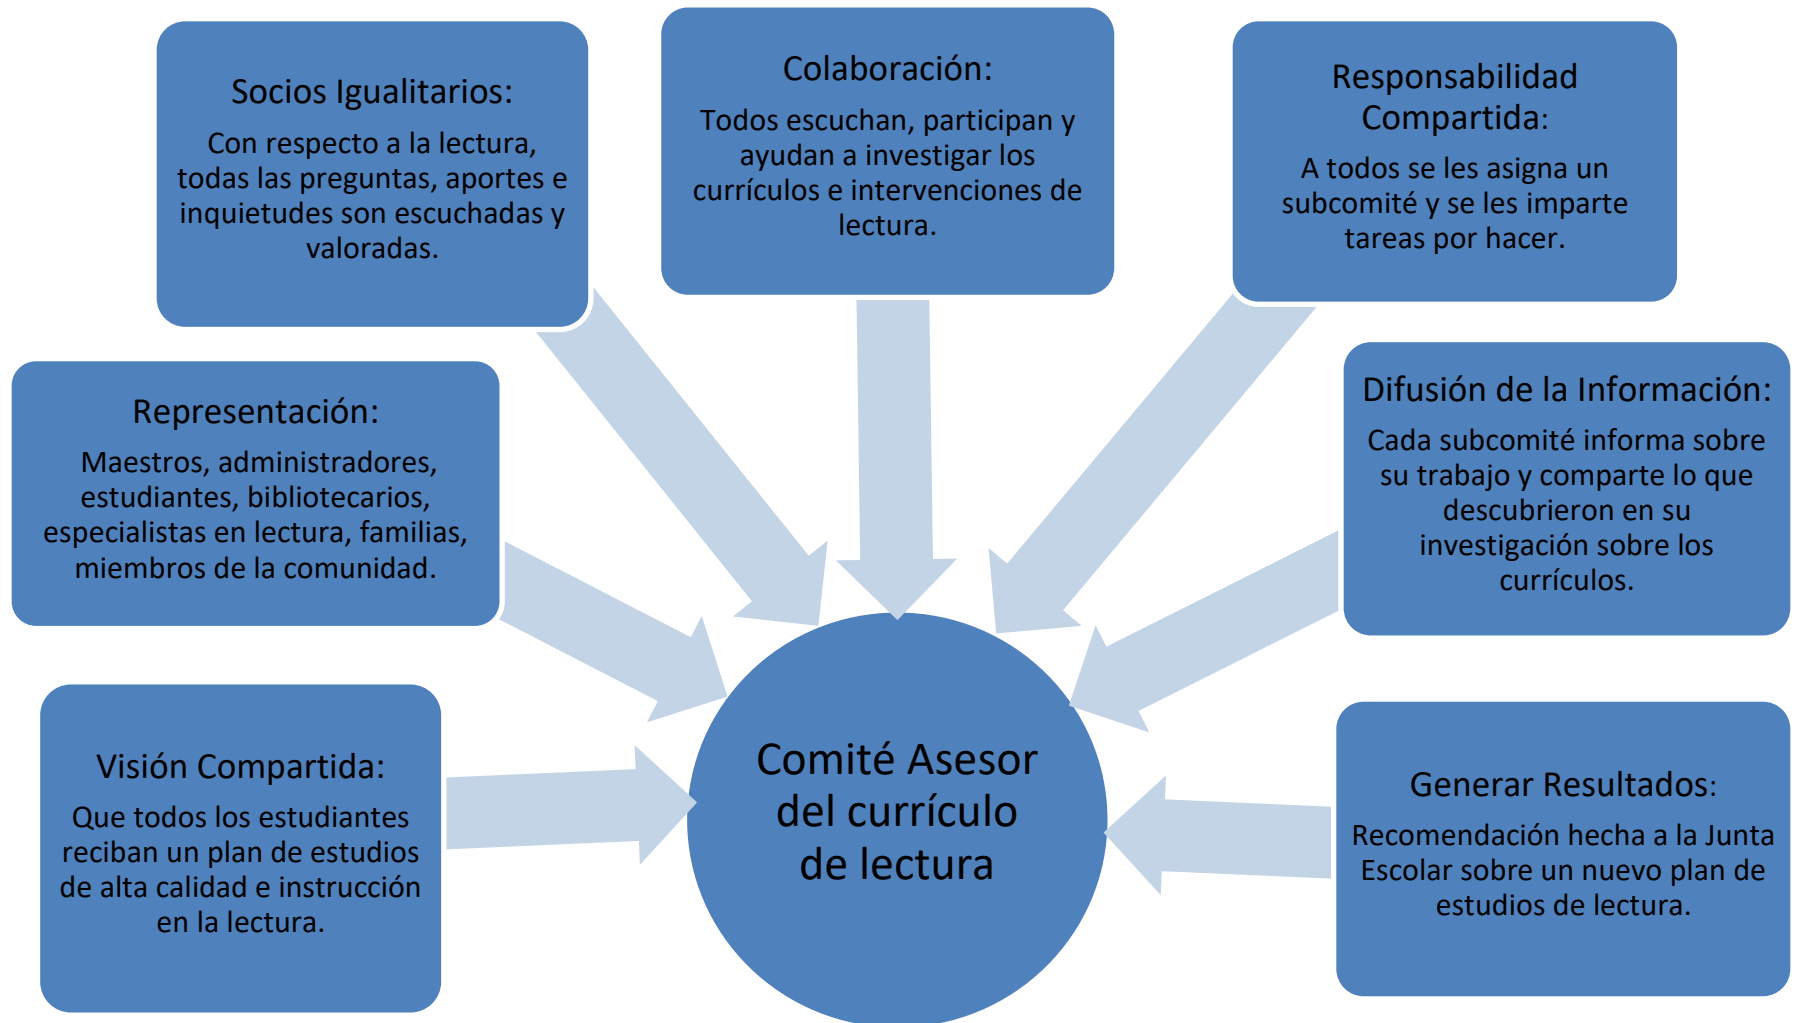 Socios Igualitarios:
Con respecto a la lectura,
todas las preguntas, aportes e
inquietudes son escuchadas y
valoradas.
Colaboración:
Todos escuchan, participan y
ayudan a investigar los
currículos e intervenciones de
lectura.
Responsabilidad
Compartida:
A todos se les asigna un
subcomité y se les imparte
tareas por hacer.
Representación:
Maestros, administradores,
estudiantes, bibliotecarios,
especialistas en lectura, familias,
miembros de la comunidad.
Difusión de la Información:
Cada subcomité informa sobre
su trabajo y comparte lo que
descubrieron en su
investigación sobre los
currículos.
Visión Compartida:
Que todos los estudiantes
reciban un plan de estudios
de alta calidad e instrucción
en la lectura.
Comité Asesor
del currículo
de lectura
Generar Resultados:
Recomendación hecha a la Junta
Escolar sobre un nuevo plan de
estudios de lectura.